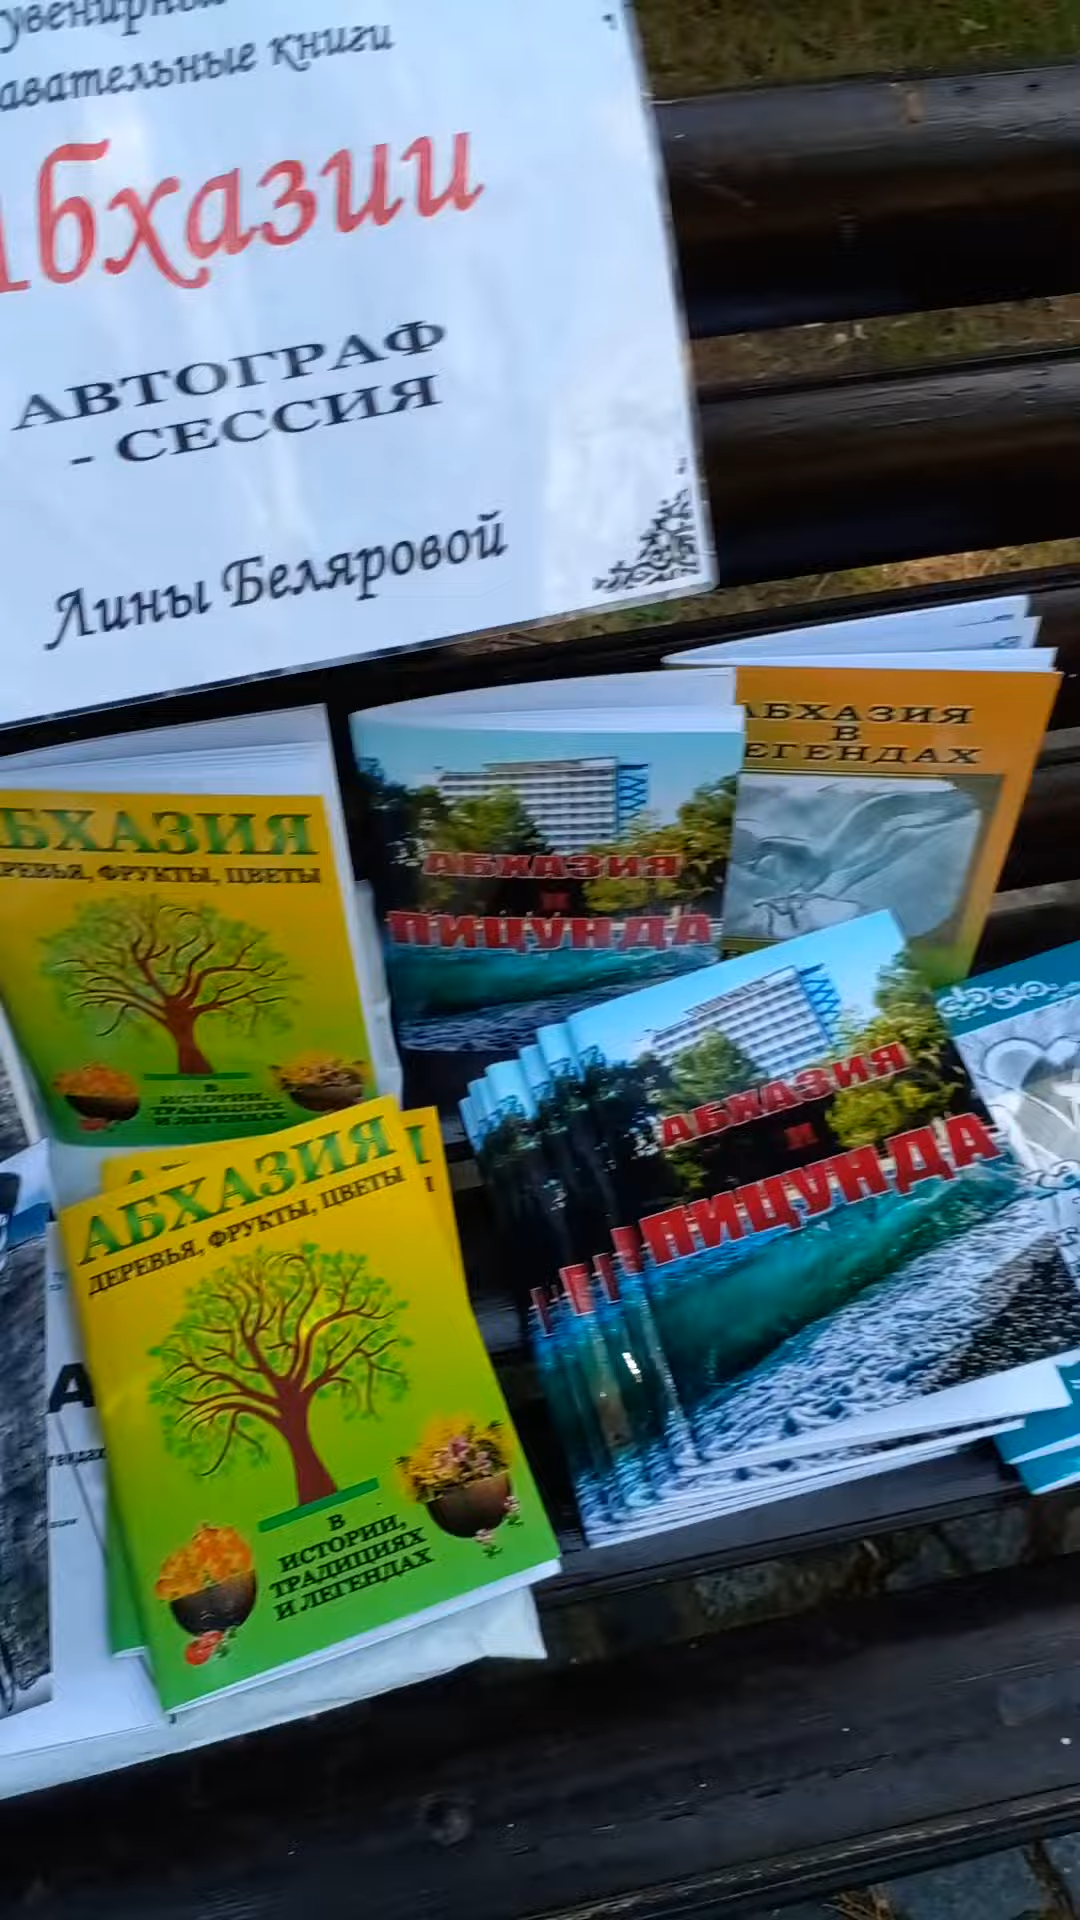 авательные книги
Абхазии
АВТОГРАФ
- СЕССИЯ
Лины Беляровой
АБХАЗИЯ
В
ЛЕГЕНДАХ
АБХАЗИЯ
И
ПИЦУНДА
АБХАЗИЯ
ДЕРЕВЬЯ, ФРУКТЫ, ЦВЕТЫ
В
ИСТОРИИ,
ТРАДИЦИЯХ
И ЛЕГЕНДАХ
АБХАЗИЯ
И
ПИЦУНДА
АБХАЗИЯ
ДЕРЕВЬЯ, ФРУКТЫ, ЦВЕТЫ
В
ИСТОРИИ,
ТРАДИЦИЯХ
И ЛЕГЕНДАХ